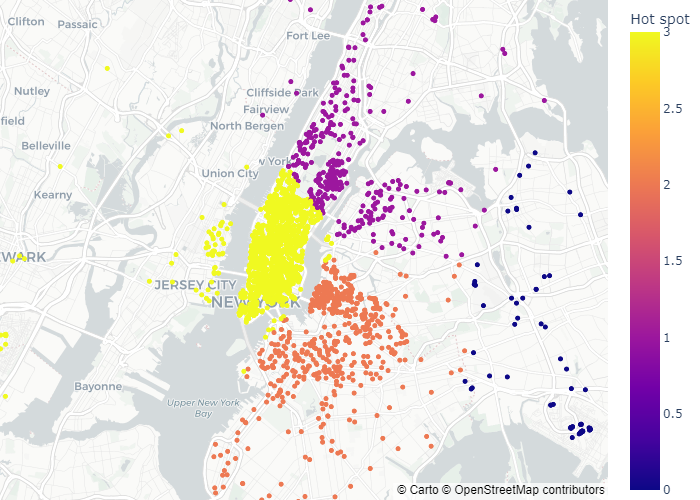 Clifton
Passaic
Hot spot
Fort Lee
3
Nutley
Cliffside Park
2.5
Fairview
field
North Bergen
Belleville
w York
Union City
2
Kearny
WARK
1.5
JERSEY CITY
NEW YORK
1
Bayonne
0.5
Upper New York
Bay
© Carto © OpenStreetMap contributors
0